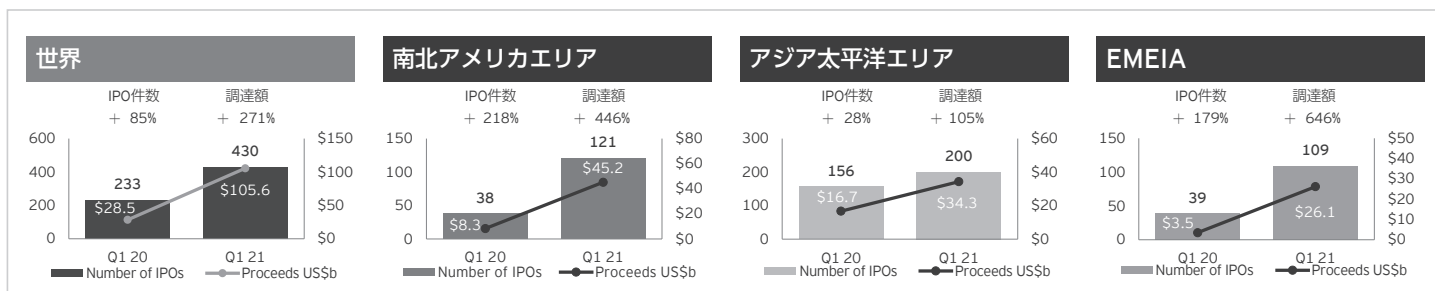 世界
IPO件数 調達額
+ 85% + 271%
600 $150
430
400 $100
233
$105.6
$28.5
200 $50
0 $0
Q1 20 Q1 21
Number of IPOs Proceeds US$b
南北アメリカエリア
IPO件数 調達額
+ 218% + 446%
150 $80
121
$45.2
$60
100
$40
38
50
$20
$8.3
0 $0
Q1 20 Q1 21
Number of IPOs Proceeds US$b
アジア太平洋エリア
IPO件数 調達額
+ 28% + 105%
300 $60
200
156
200 $40
$16.7 $34.3
100 $20
0 $0
Q1 20 Q1 21
Number of IPOs Proceeds US$b
EMEIA
IPO件数 調達額
+ 179% + 646%
150 $50
109
$40
100
$30
39
$20
50
$3.5 $26.1
$10
0 $0
Q1 20 Q1 21
Number of IPOs Proceeds US$b